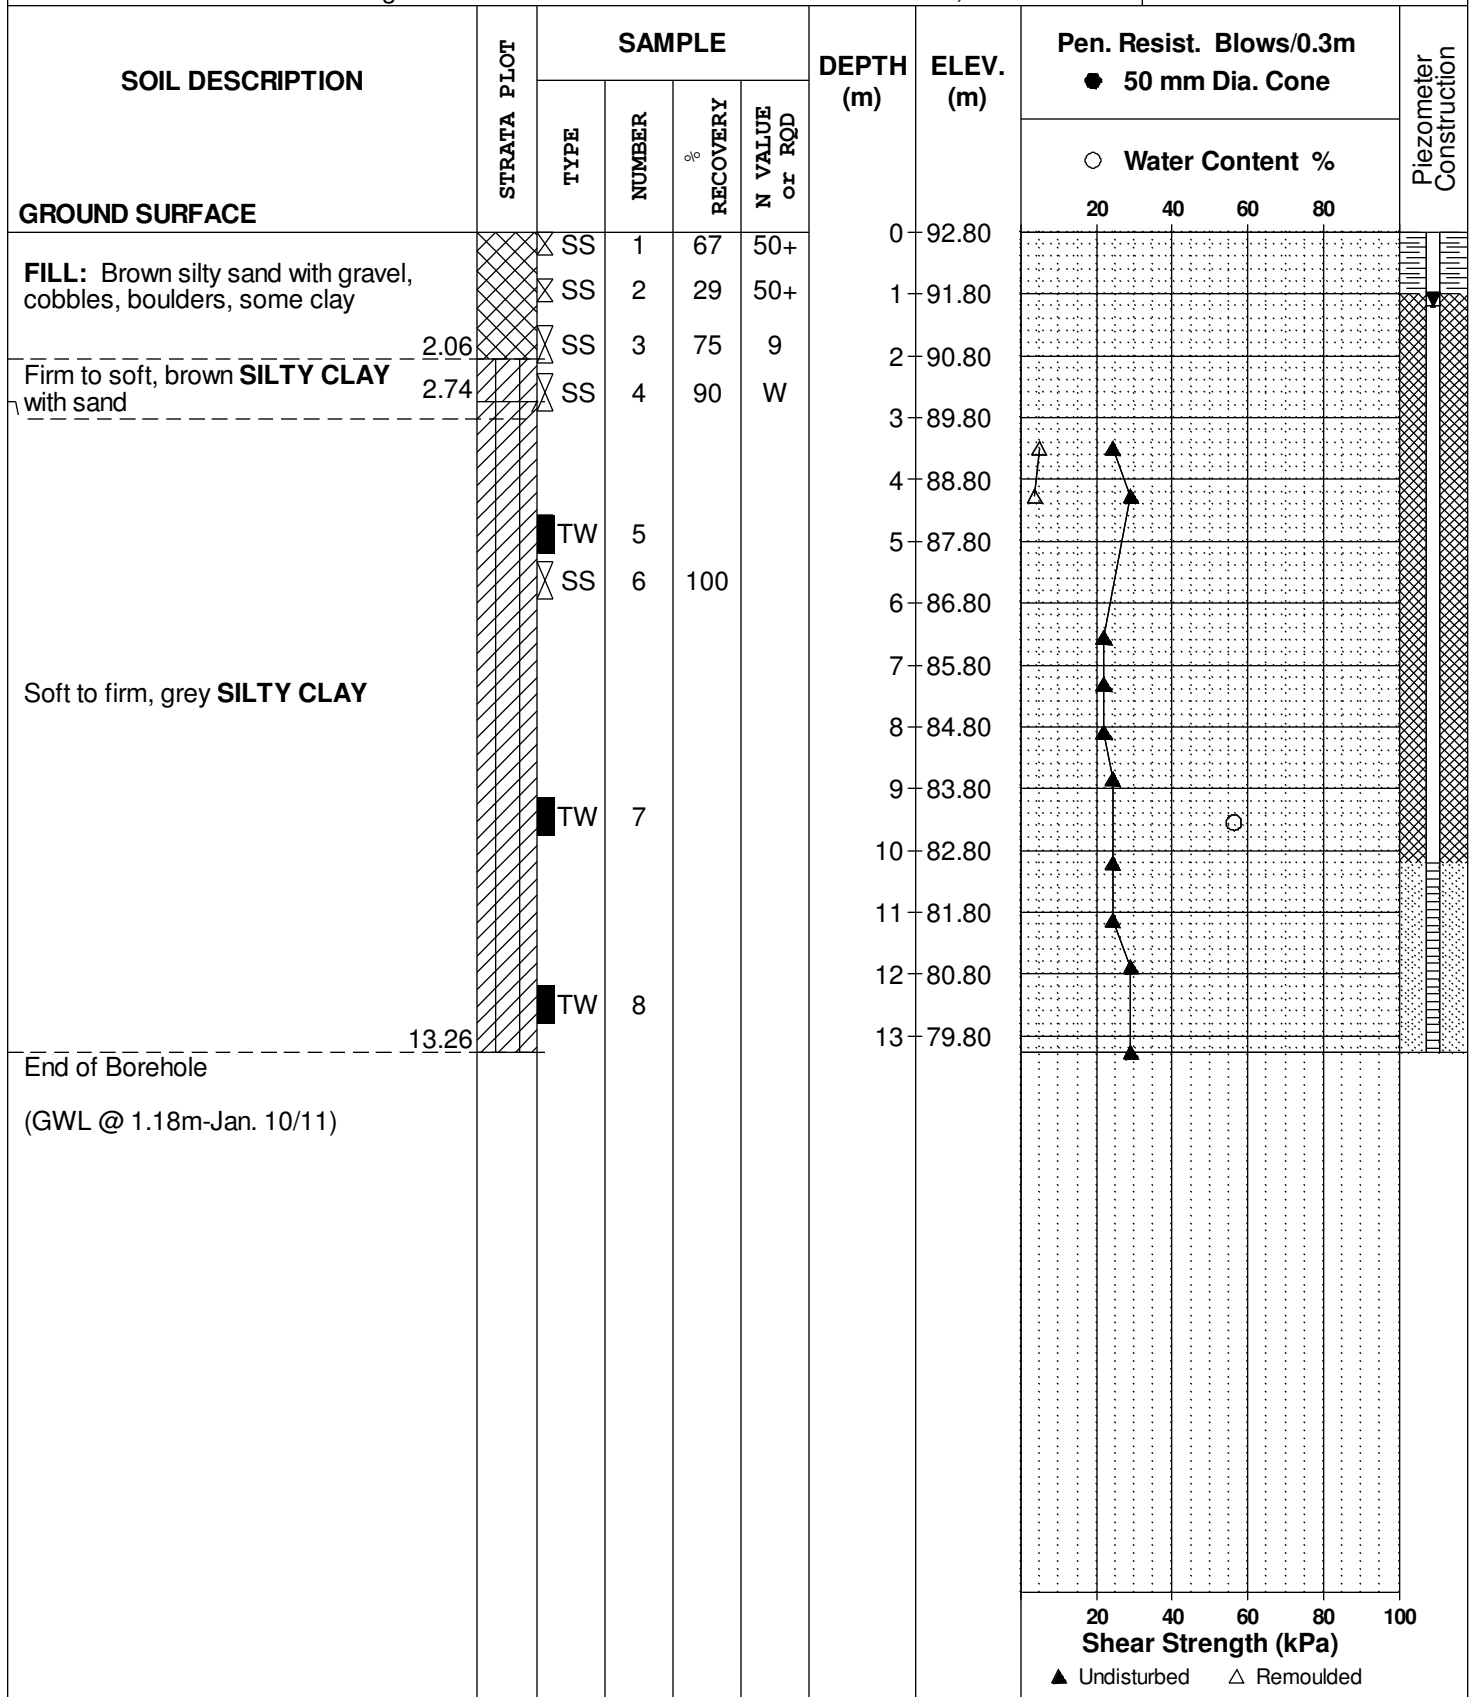 SOIL DESCRIPTION
GROUND SURFACE
STRATA PLOT
SAMPLE
TYPE
NUMBER
% RECOVERY
N VALUE or RQD
DEPTH (m)
ELEV. (m)
Pen. Resist. Blows/0.3m
● 50 mm Dia. Cone
○ Water Content %
20 40 60 80
Piezometer Construction
0 92.80
SS 1 67 50+
FILL: Brown silty sand with gravel,
cobbles, boulders, some clay
SS 2 29 50+
1 91.80
2.06
SS 3 75 9
2 90.80
Firm to soft, brown SILTY CLAY
with sand
2.74
SS 4 90 W
3 89.80
4 88.80
TW 5
5 87.80
SS 6 100
6 86.80
7 85.80
Soft to firm, grey SILTY CLAY
8 84.80
9 83.80
TW 7
10 82.80
11 81.80
12 80.80
TW 8
13 79.80
13.26
End of Borehole
(GWL @ 1.18m-Jan. 10/11)
20 40 60 80 100
Shear Strength (kPa)
▲ Undisturbed △ Remoulded